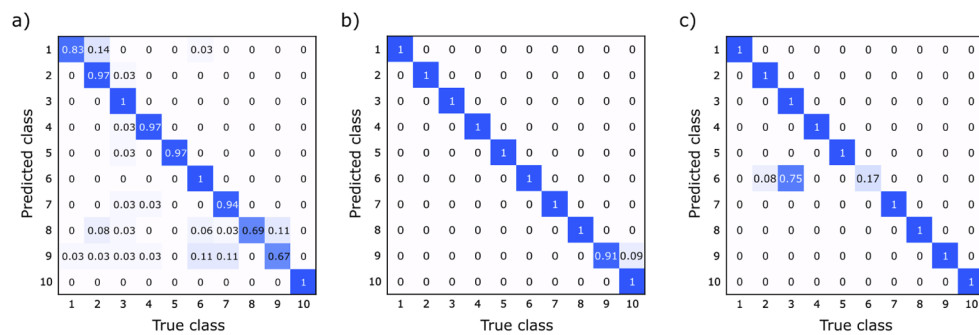 a)
Predicted class
1 0.83 0.14 0 0 0 0.03 0 0 0 0
2 0 0.97 0.03 0 0 0 0 0 0 0
3 0 0 1 0 0 0 0 0 0 0
4 0 0 0.03 0.97 0 0 0 0 0 0
5 0 0 0.03 0 0.97 0 0 0 0 0
6 0 0 0 0 0 1 0 0 0 0
7 0 0 0.03 0.03 0 0 0.94 0 0 0
8 0 0.08 0.03 0 0 0.06 0.03 0.69 0.11 0
9 0.03 0.03 0.03 0.03 0 0.11 0.11 0 0.67 0
10 0 0 0 0 0 0 0 0 0 1
1 2 3 4 5 6 7 8 9 10
True class
b)
Predicted class
1 1 0 0 0 0 0 0 0 0 0
2 0 1 0 0 0 0 0 0 0 0
3 0 0 1 0 0 0 0 0 0 0
4 0 0 0 1 0 0 0 0 0 0
5 0 0 0 0 1 0 0 0 0 0
6 0 0 0 0 0 1 0 0 0 0
7 0 0 0 0 0 0 1 0 0 0
8 0 0 0 0 0 0 0 1 0 0
9 0 0 0 0 0 0 0 0 0.91 0.09
10 0 0 0 0 0 0 0 0 0 1
1 2 3 4 5 6 7 8 9 10
True class
c)
Predicted class
1 1 0 0 0 0 0 0 0 0 0
2 0 1 0 0 0 0 0 0 0 0
3 0 0 1 0 0 0 0 0 0 0
4 0 0 0 1 0 0 0 0 0 0
5 0 0 0 0 1 0 0 0 0 0
6 0 0.08 0.75 0 0 0.17 0 0 0 0
7 0 0 0 0 0 0 1 0 0 0
8 0 0 0 0 0 0 0 1 0 0
9 0 0 0 0 0 0 0 0 1 0
10 0 0 0 0 0 0 0 0 0 1
1 2 3 4 5 6 7 8 9 10
True class